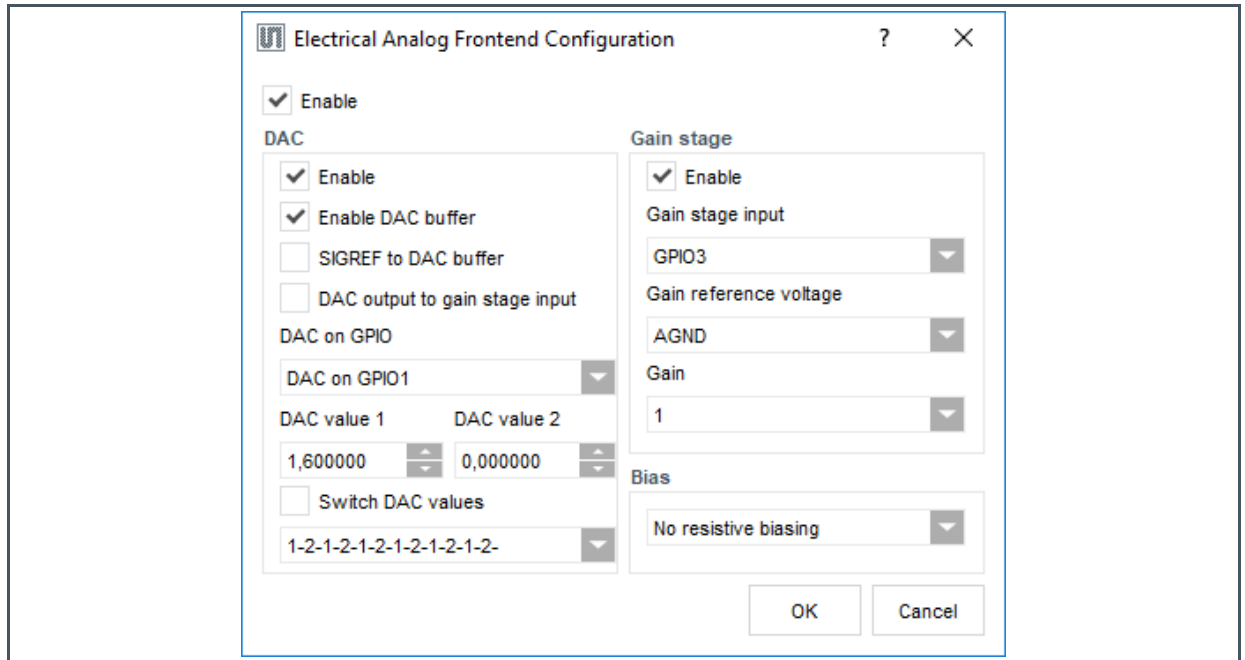 Electrical Analog Frontend Configuration
?
Enable
DAC
Enable
Enable DAC buffer
SIGREF to DAC buffer
DAC output to gain stage input
DAC on GPIO
DAC on GPIO1
DAC value 1 DAC value 2
1,600000 0,000000
Switch DAC values
1-2-1-2-1-2-1-2-1-2-1-2-
Gain stage
Enable
Gain stage input
GPIO3
Gain reference voltage
AGND
Gain
1
Bias
No resistive biasing
OK Cancel